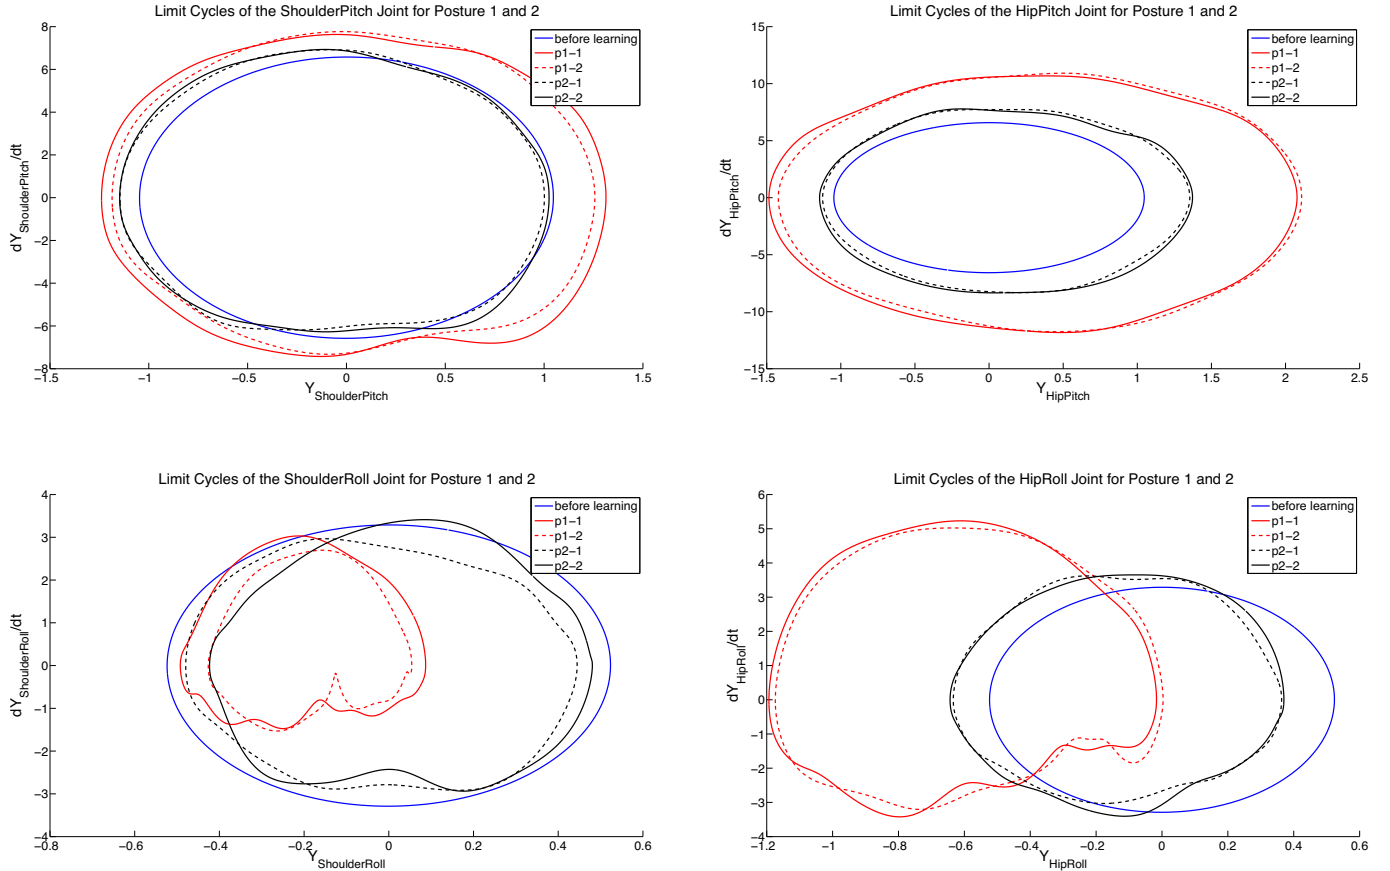 Limit Cycles of the ShoulderPitch Joint for Posture 1 and 2
8
6
4
2
0
−2
−4
−6
−8
dY_ShoulderPitch/dt
before learning
p1−1
p1−2
p2−1
p2−2
−1.5 −1 −0.5 0 0.5 1 1.5
Y_ShoulderPitch
Limit Cycles of the HipPitch Joint for Posture 1 and 2
15
10
5
0
−5
−10
−15
dY_HipPitch/dt
before learning
p1−1
p1−2
p2−1
p2−2
−1.5 −1 −0.5 0 0.5 1 1.5 2 2.5
Y_HipPitch
Limit Cycles of the ShoulderRoll Joint for Posture 1 and 2
4
3
2
1
0
−1
−2
−3
−4
dY_ShoulderRoll/dt
before learning
p1−1
p1−2
p2−1
p2−2
−0.8 −0.6 −0.4 −0.2 0 0.2 0.4 0.6
Y_ShoulderRoll
Limit Cycles of the HipRoll Joint for Posture 1 and 2
6
5
4
3
2
1
0
−1
−2
−3
−4
dY_HipRoll/dt
before learning
p1−1
p1−2
p2−1
p2−2
−1.2 −1 −0.8 −0.6 −0.4 −0.2 0 0.2 0.4 0.6
Y_HipRoll